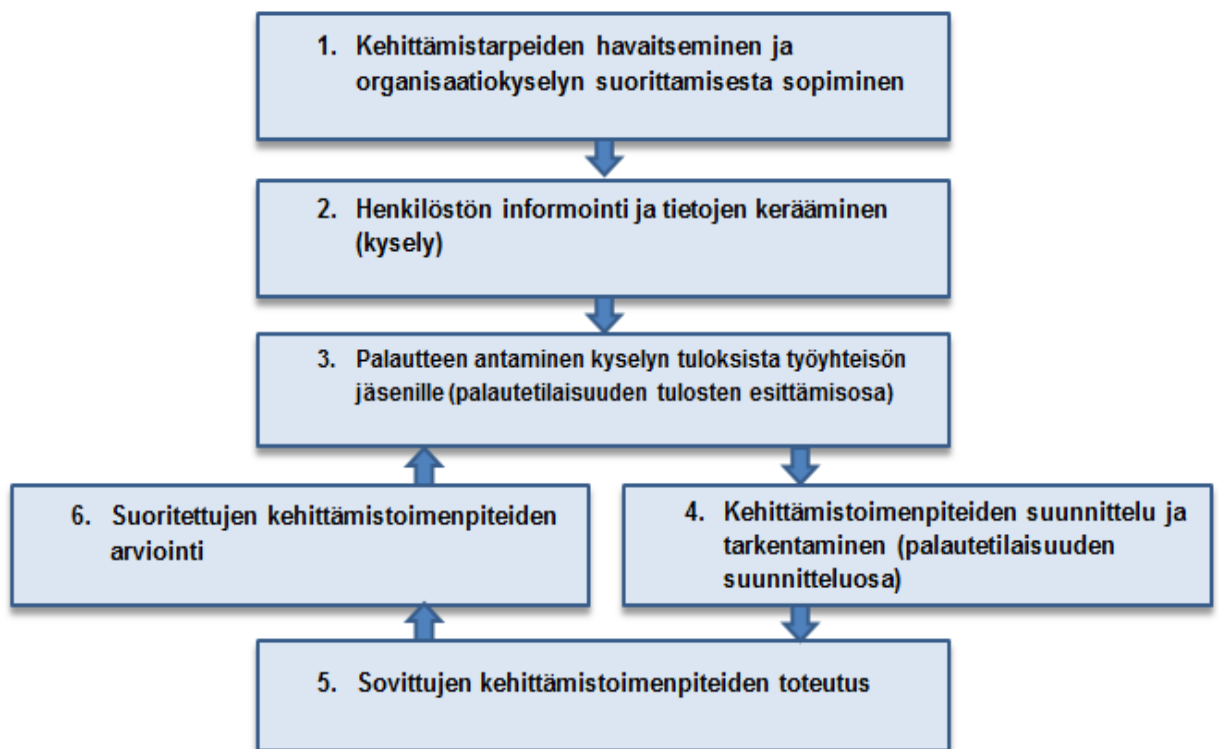 1. Kehittämistarpeiden havaitseminen ja
organisaatiokyselyn suorittamisesta sopiminen
2. Henkilöstön informointi ja tietojen kerääminen
(kysely)
3. Palautteen antaminen kyselyn tuloksista työyhteisön
jäsenille (palautetilaisuuden tulosten esittämisosa)
4. Kehittämistoimenpiteiden suunnittelu ja
tarkentaminen (palautetilaisuuden
suunnitteluosa)
5. Sovittujen kehittämistoimenpiteiden toteutus
6. Suoritettujen kehittämistoimenpiteiden
arviointi